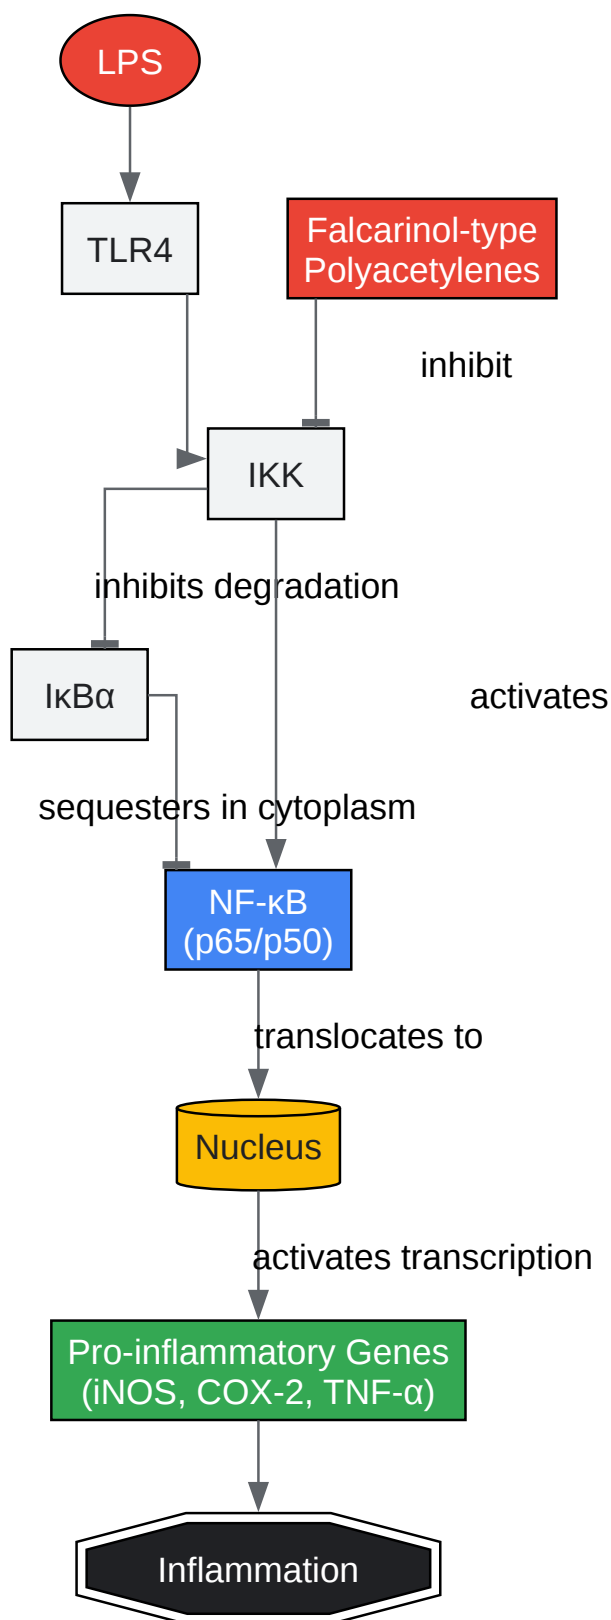 LPS
TLR4
Falcarinol-type
Polyacetylenes
inhibit
IKK
inhibits degradation
IκBα
activates
sequesters in cytoplasm
NF-κB
(p65/p50)
translocates to
Nucleus
activates transcription
Pro-inflammatory Genes
(iNOS, COX-2, TNF-α)
Inflammation